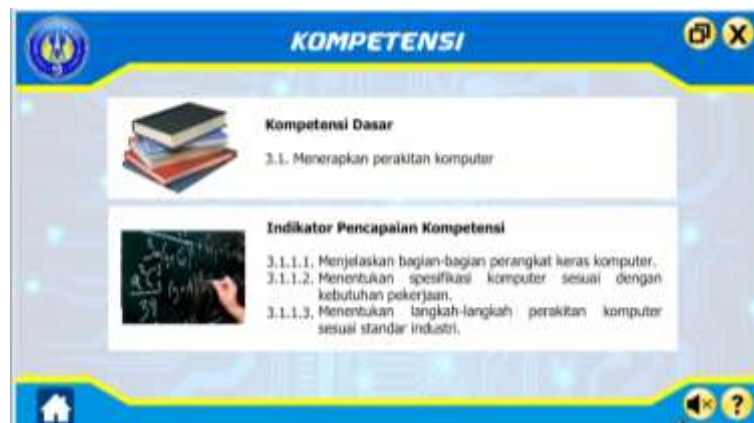 KOMPETENSI
Kompetensi Dasar
3.1. Menerapkan perakitan komputer
Indikator Pencapaian Kompetensi
3.1.1.1. Menjelaskan bagian-bagian perangkat keras komputer.
3.1.1.2. Menentukan spesifikasi komputer sesuai dengan
kebutuhan pekerjaan.
3.1.1.3. Menentukan langkah-langkah perakitan komputer
sesuai standar industri.
?